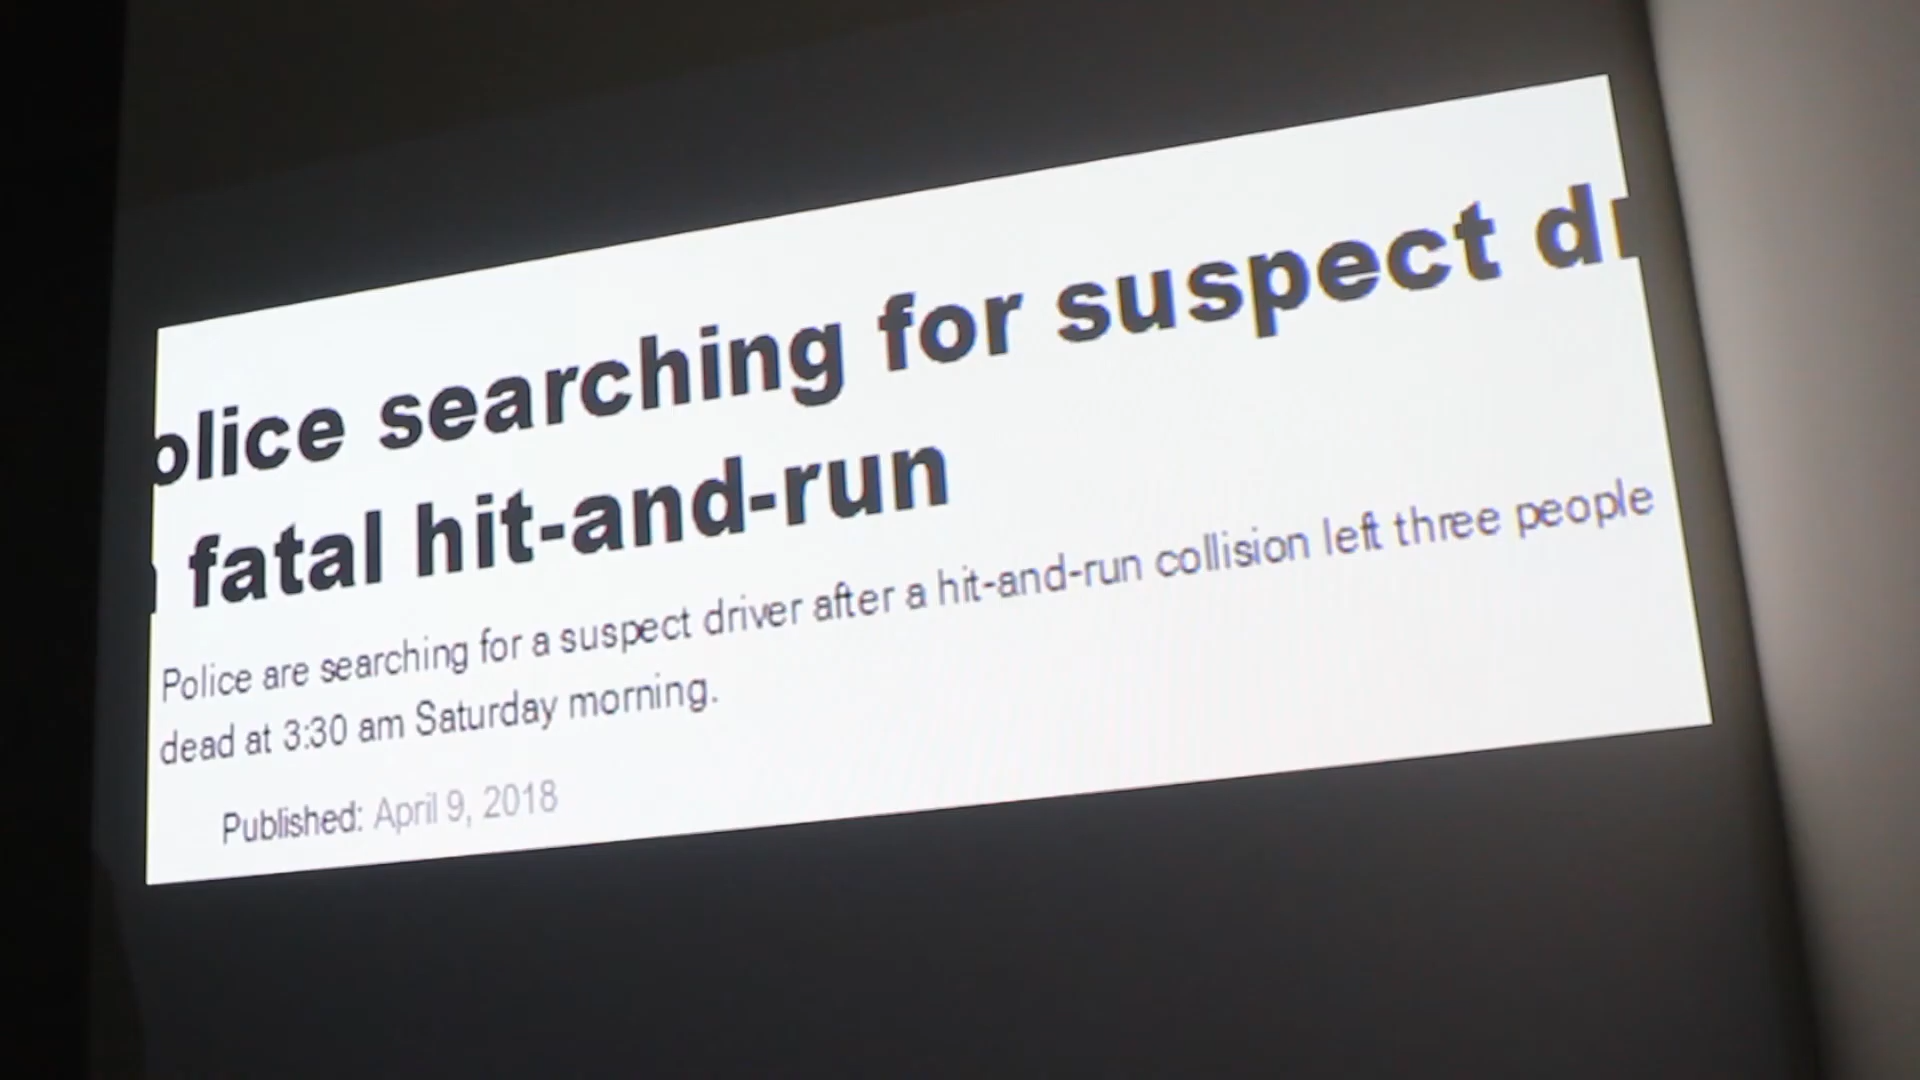 olice searching for suspect dr
fatal hit-and-run
Police are searching for a suspect driver after a hit-and-run collision left three people
dead at 3:30 am Saturday morning.
Published: April 9, 2018